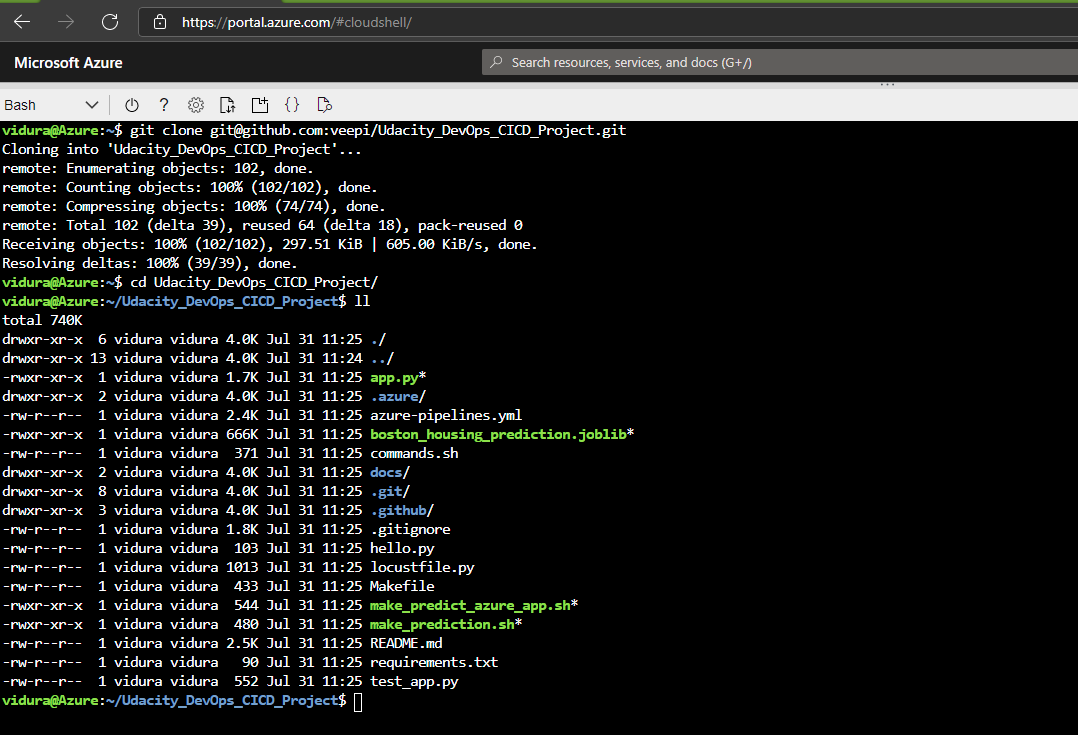 https://portal.azure.com/#cloudshell/
Microsoft Azure
Search resources, services, and docs (G+/)
Bash
vidura@Azure:~$ git clone git@github.com:veepi/Udacity_DevOps_CICD_Project.git
Cloning into 'Udacity_DevOps_CICD_Project'...
remote: Enumerating objects: 102, done.
remote: Counting objects: 100% (102/102), done.
remote: Compressing objects: 100% (74/74), done.
remote: Total 102 (delta 39), reused 64 (delta 18), pack-reused 0
Receiving objects: 100% (102/102), 297.51 KiB | 605.00 KiB/s, done.
Resolving deltas: 100% (39/39), done.
vidura@Azure:~$ cd Udacity_DevOps_CICD_Project/
vidura@Azure:~/Udacity_DevOps_CICD_Project$ ll
total 740K
drwxr-xr-x  6 vidura vidura 4.0K Jul 31 11:25 ./
drwxr-xr-x 13 vidura vidura 4.0K Jul 31 11:24 ../
-rwxr-xr-x  1 vidura vidura 1.7K Jul 31 11:25 app.py*
drwxr-xr-x  2 vidura vidura 4.0K Jul 31 11:25 .azure/
-rw-r--r--  1 vidura vidura 2.4K Jul 31 11:25 azure-pipelines.yml
-rwxr-xr-x  1 vidura vidura 666K Jul 31 11:25 boston_housing_prediction.joblib*
-rw-r--r--  1 vidura vidura  371 Jul 31 11:25 commands.sh
drwxr-xr-x  2 vidura vidura 4.0K Jul 31 11:25 docs/
drwxr-xr-x  8 vidura vidura 4.0K Jul 31 11:25 .git/
drwxr-xr-x  3 vidura vidura 4.0K Jul 31 11:25 .github/
-rw-r--r--  1 vidura vidura 1.8K Jul 31 11:25 .gitignore
-rw-r--r--  1 vidura vidura  103 Jul 31 11:25 hello.py
-rw-r--r--  1 vidura vidura 1013 Jul 31 11:25 locustfile.py
-rw-r--r--  1 vidura vidura  433 Jul 31 11:25 Makefile
-rwxr-xr-x  1 vidura vidura  544 Jul 31 11:25 make_predict_azure_app.sh*
-rwxr-xr-x  1 vidura vidura  480 Jul 31 11:25 make_prediction.sh*
-rw-r--r--  1 vidura vidura 2.5K Jul 31 11:25 README.md
-rw-r--r--  1 vidura vidura   90 Jul 31 11:25 requirements.txt
-rw-r--r--  1 vidura vidura  552 Jul 31 11:25 test_app.py
vidura@Azure:~/Udacity_DevOps_CICD_Project$